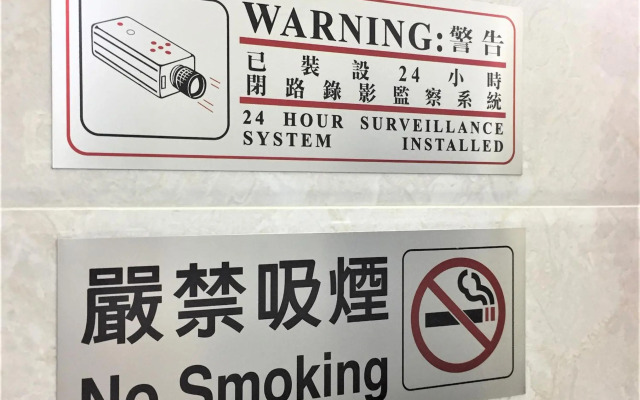 WARNING:警告
已裝設24小時
閉路錄影監察系統
24 HOUR SURVEILLANCE
SYSTEM INSTALLED
嚴禁吸煙
No Smoking